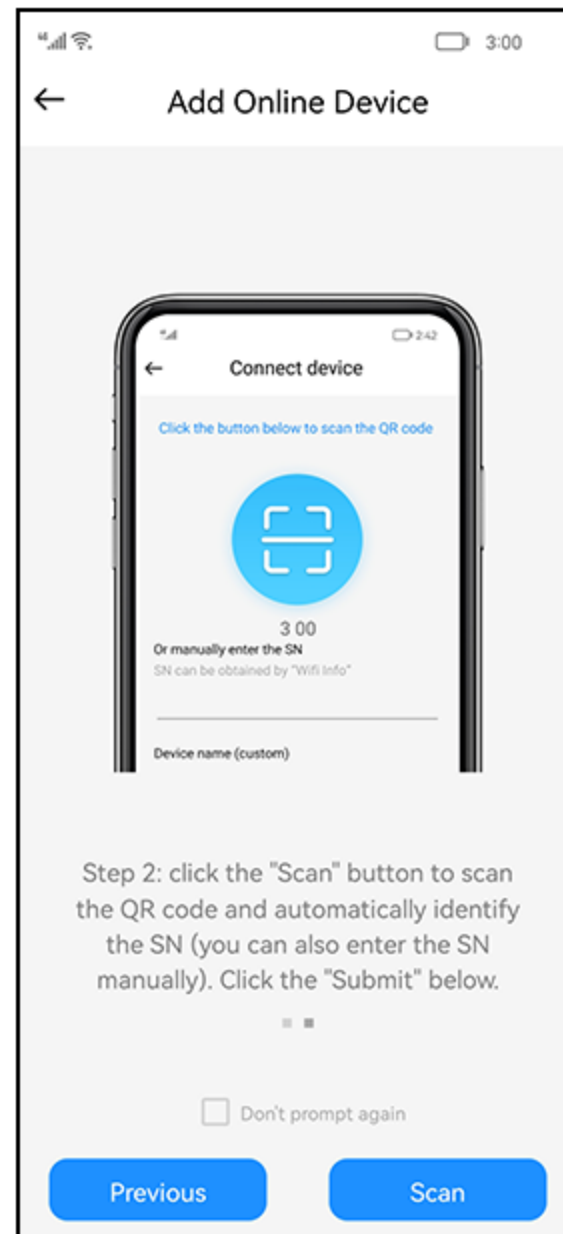 3:00
Add Online Device
2:42
Connect device
Click the button below to scan the QR code
3 00
Or manually enter the SN
SN can be obtained by "Wifi Info"
Device name (custom)
Step 2: click the "Scan" button to scan
the QR code and automatically identify
the SN (you can also enter the SN
manually). Click the "Submit" below.
Don't prompt again
Previous
Scan